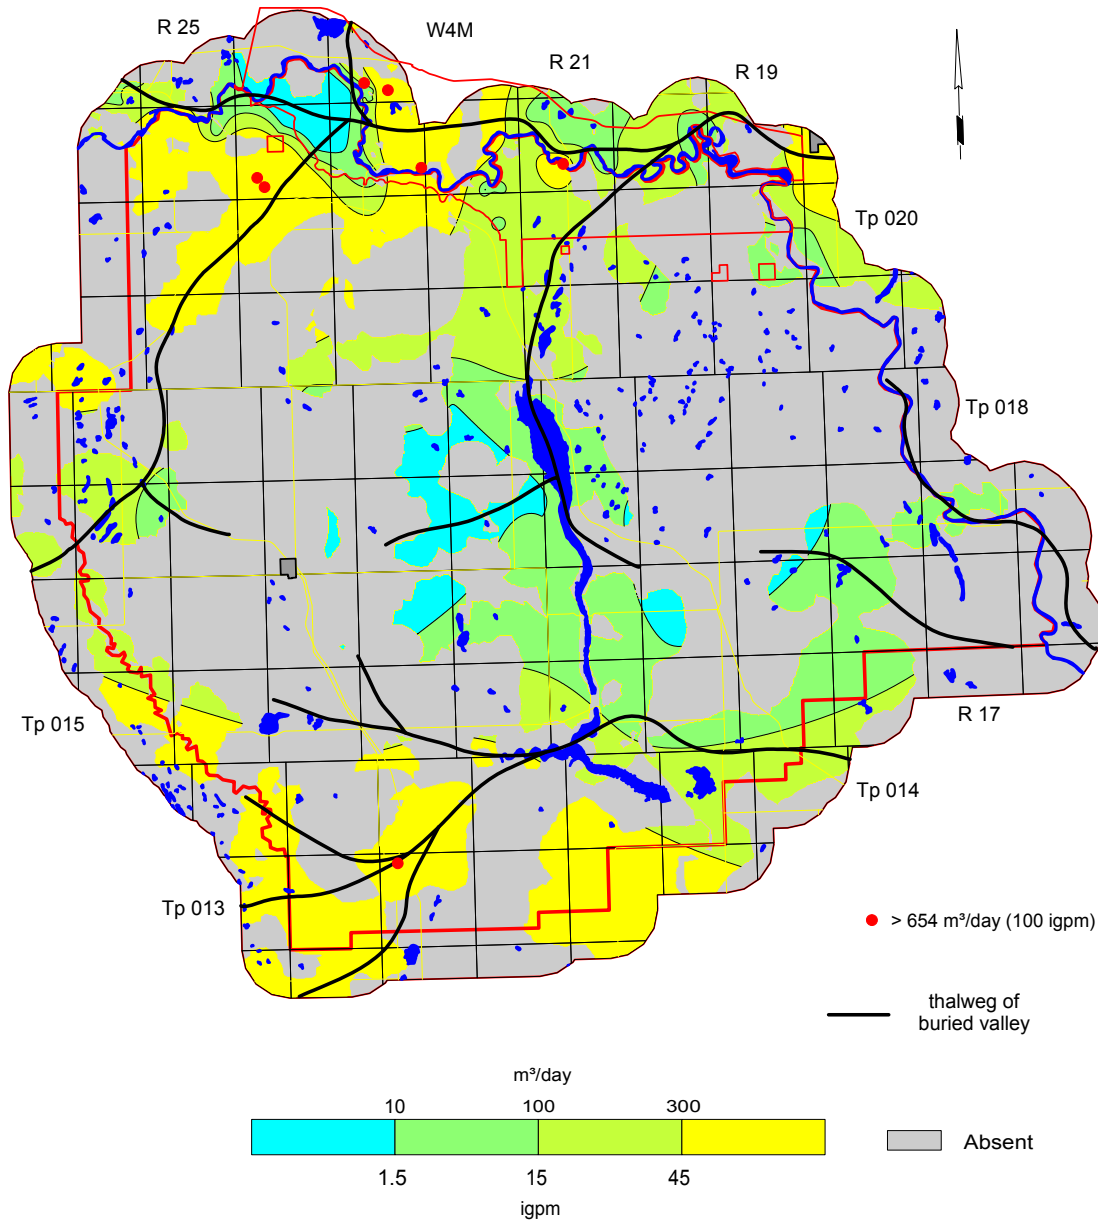 R 25
W4M
R 21
R 19
Tp 020
Tp 018
R 17
Tp 015
Tp 014
Tp 013
> 654 m³/day (100 igpm)
thalweg of
buried valley
m³/day
10 100 300
Absent
1.5 15 45
igpm